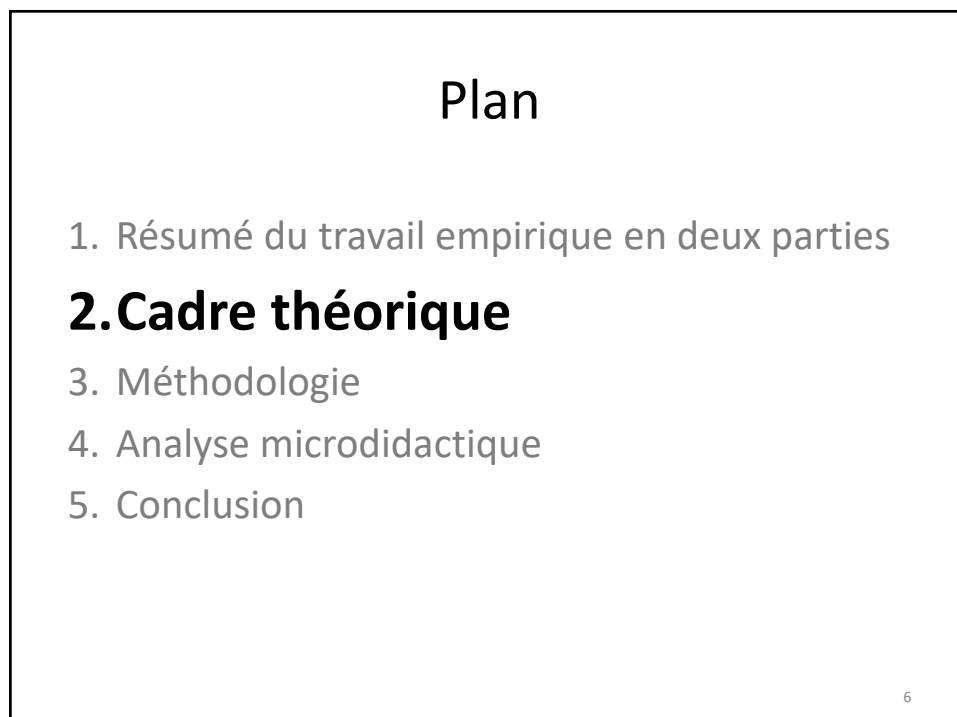 Plan
1. Résumé du travail empirique en deux parties
2. Cadre théorique
3. Méthodologie
4. Analyse microdidactique
5. Conclusion
6